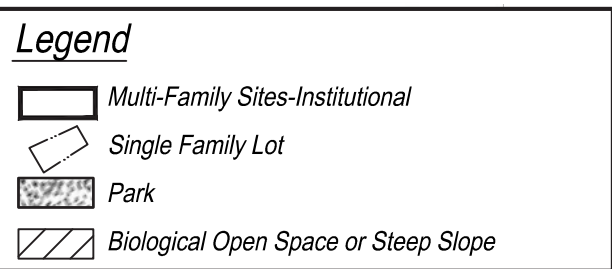 Legend
Multi-Family Sites-Institutional
Single Family Lot
Park
Biological Open Space or Steep Slope